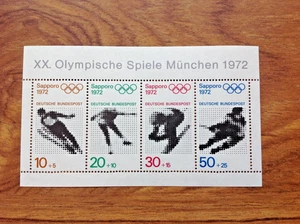 XX. Olympische Spiele München 1972
Sapporo 1972
DEUTSCHE BUNDESPOST
10+5
Sapporo 1972
DEUTSCHE BUNDESPOST
20+10
Sapporo 1972
DEUTSCHE BUNDESPOST
30+15
Sapporo 1972
DEUTSCHE BUNDESPOST
50+25